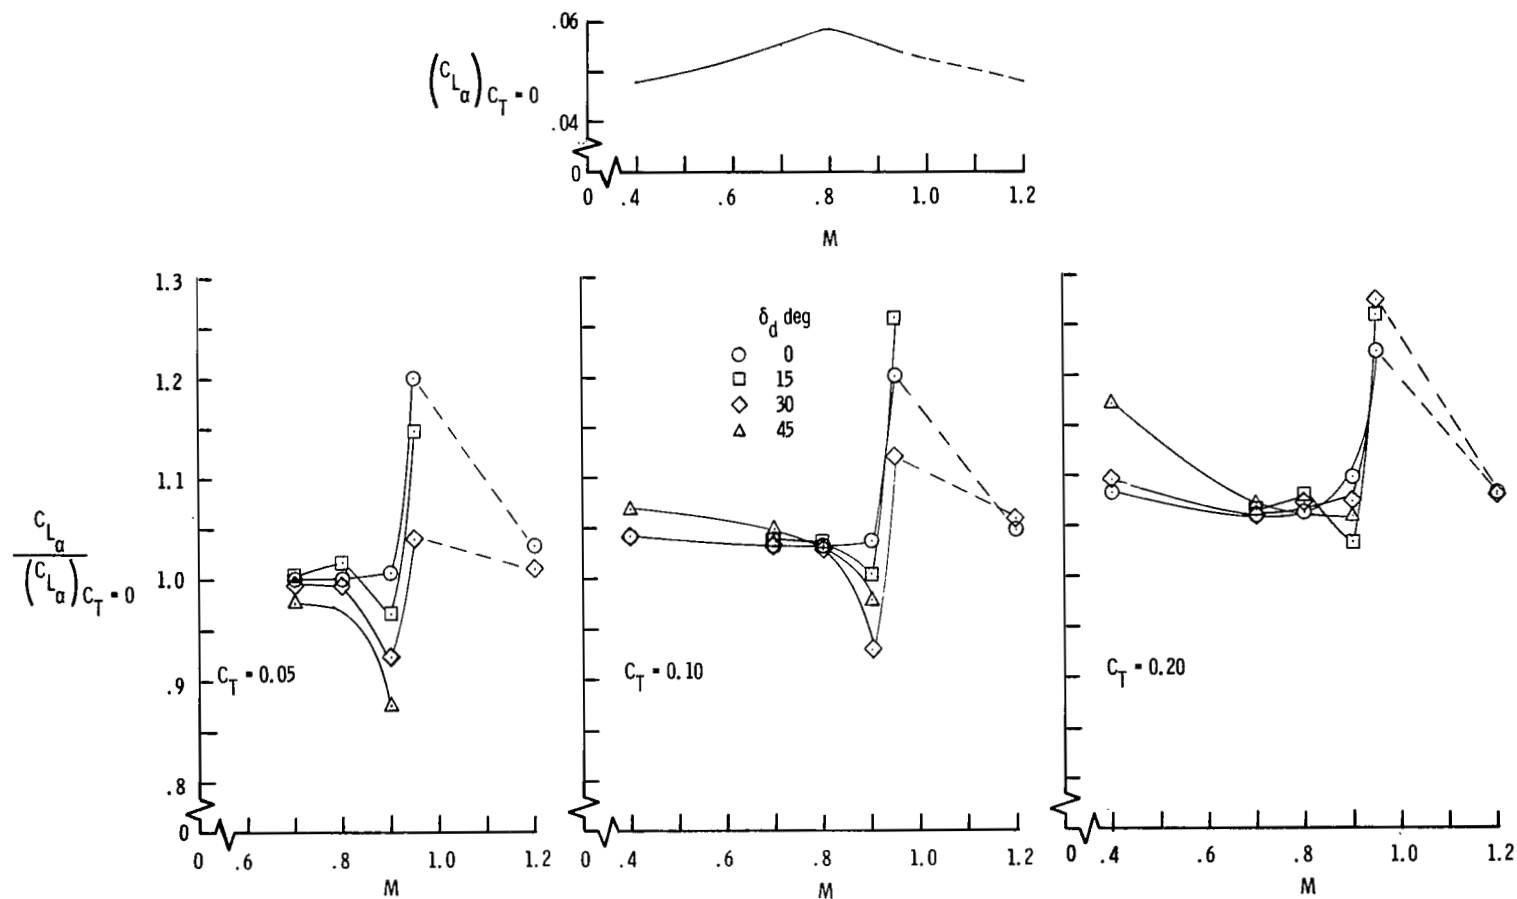 .06
(C_Lα)_C_T = 0
.04
0
0 .4 .6 .8 1.0 1.2
M
1.3
1.2
1.1
1.0
.9
.8
0
C_Lα
(C_Lα)_C_T = 0
δ_d deg
0
15
30
45
C_T = 0.05
C_T = 0.10
C_T = 0.20
0 .6 .8 1.0 1.2
M
0 .4 .6 .8 1.0 1.2
M
0 .4 .6 .8 1.0 1.2
M